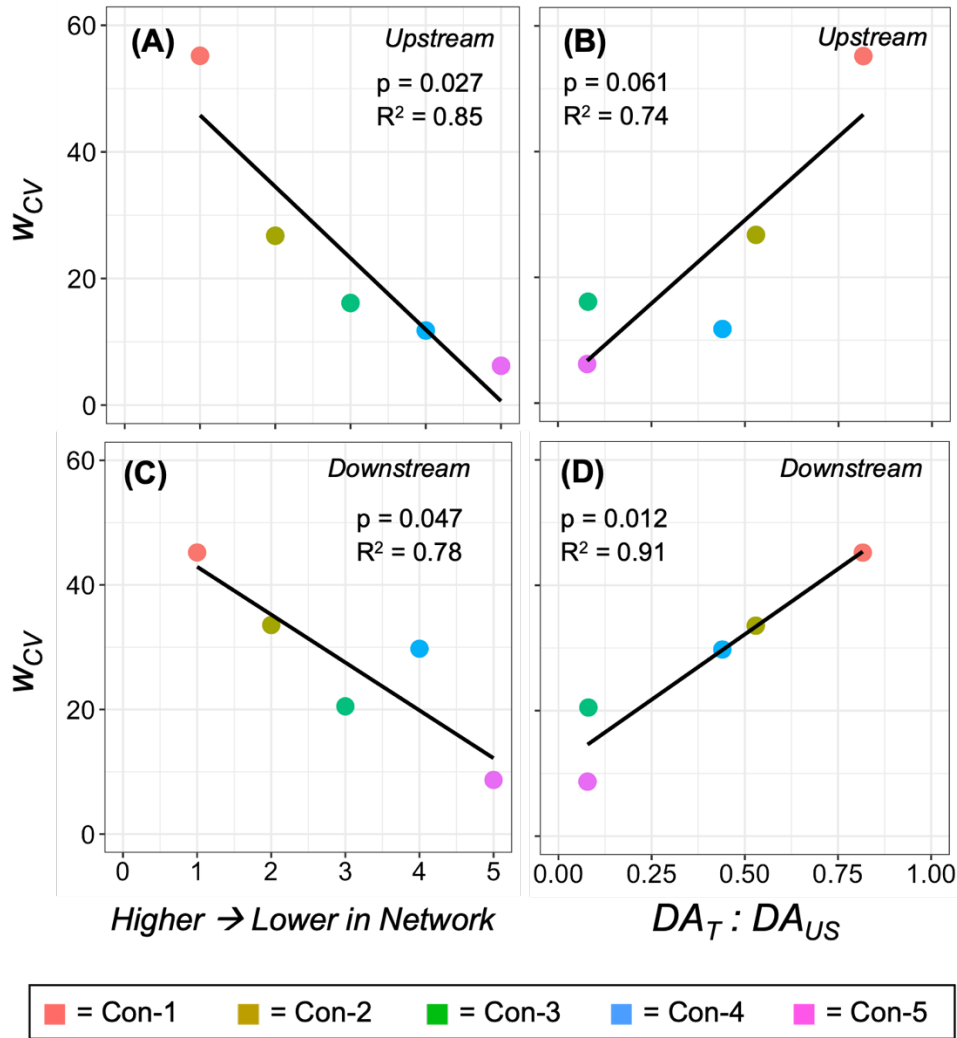 (A) Upstream
p = 0.027
R² = 0.85
(B) Upstream
p = 0.061
R² = 0.74
60
40
20
0
w_CV
(C) Downstream
p = 0.047
R² = 0.78
(D) Downstream
p = 0.012
R² = 0.91
60
40
20
0
w_CV
0 1 2 3 4 5
0.00 0.25 0.50 0.75 1.00
Higher → Lower in Network
DA_T : DA_US
= Con-1 = Con-2 = Con-3 = Con-4 = Con-5